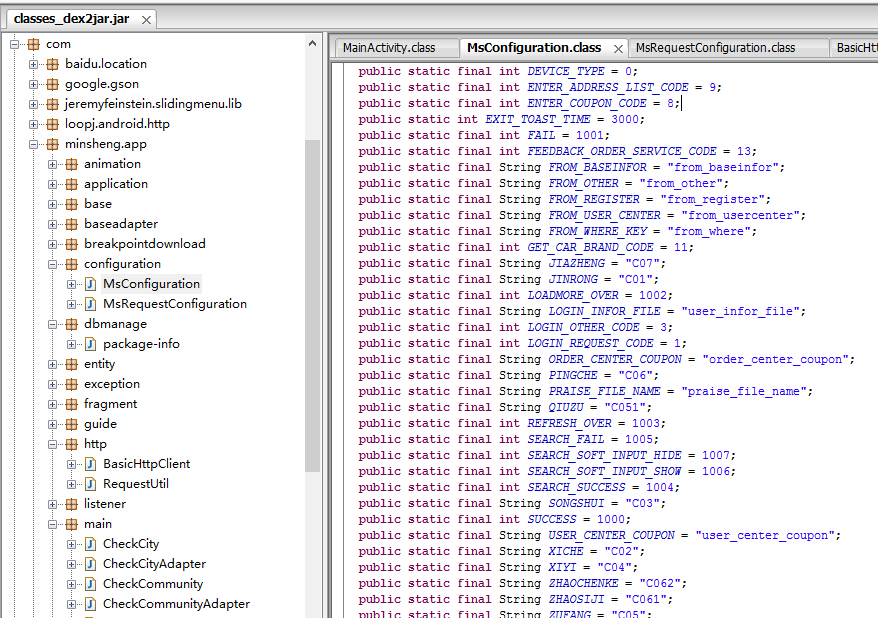 classes_dex2jar.jar
com
baidu.location
google.gson
jeremyfeinstein.slidingmenu.lib
loopj.android.http
minsheng.app
animation
application
base
baseadapter
breakpointdownload
configuration
MsConfiguration
MsRequestConfiguration
dbmanage
package-info
entity
exception
fragment
guide
http
BasicHttpClient
RequestUtil
listener
main
CheckCity
CheckCityAdapter
CheckCommunity
CheckCommunityAdapter
MainActivity.class MsConfiguration.class MsRequestConfiguration.class BasicHtt
public static final int DEVICE_TYPE = 0;
public static final int ENTER_ADDRESS_LIST_CODE = 9;
public static final int ENTER_COUPON_CODE = 8;
public static int EXIT_TOAST_TIME = 3000;
public static final int FAIL = 1001;
public static final int FEEDBACK_ORDER_SERVICE_CODE = 13;
public static final String FROM_BASEINFOR = "from_baseinfor";
public static final String FROM_OTHER = "from_other";
public static final String FROM_REGISTER = "from_register";
public static final String FROM_USER_CENTER = "from_usercenter";
public static final String FROM_WHERE_KEY = "from_where";
public static final int GET_CAR_BRAND_CODE = 11;
public static final String JIAZHENG = "C07";
public static final String JINRONG = "C01";
public static final int LOADMORE_OVER = 1002;
public static final String LOGIN_INFOR_FILE = "user_infor_file";
public static final int LOGIN_OTHER_CODE = 3;
public static final int LOGIN_REQUEST_CODE = 1;
public static final String ORDER_CENTER_COUPON = "order_center_coupon";
public static final String PINGCHE = "C06";
public static final String PRAISE_FILE_NAME = "praise_file_name";
public static final String QIUZU = "C051";
public static final int REFRESH_OVER = 1003;
public static final int SEARCH_FAIL = 1005;
public static final int SEARCH_SOFT_INPUT_HIDE = 1007;
public static final int SEARCH_SOFT_INPUT_SHOW = 1006;
public static final int SEARCH_SUCCESS = 1004;
public static final String SONGSHUI = "C03";
public static final int SUCCESS = 1000;
public static final String USER_CENTER_COUPON = "user_center_coupon";
public static final String XICHE = "C02";
public static final String XIYI = "C04";
public static final String ZHAOCHENKE = "C062";
public static final String ZHAOSIJI = "C061";
public static final String ZUFANG = "C05";